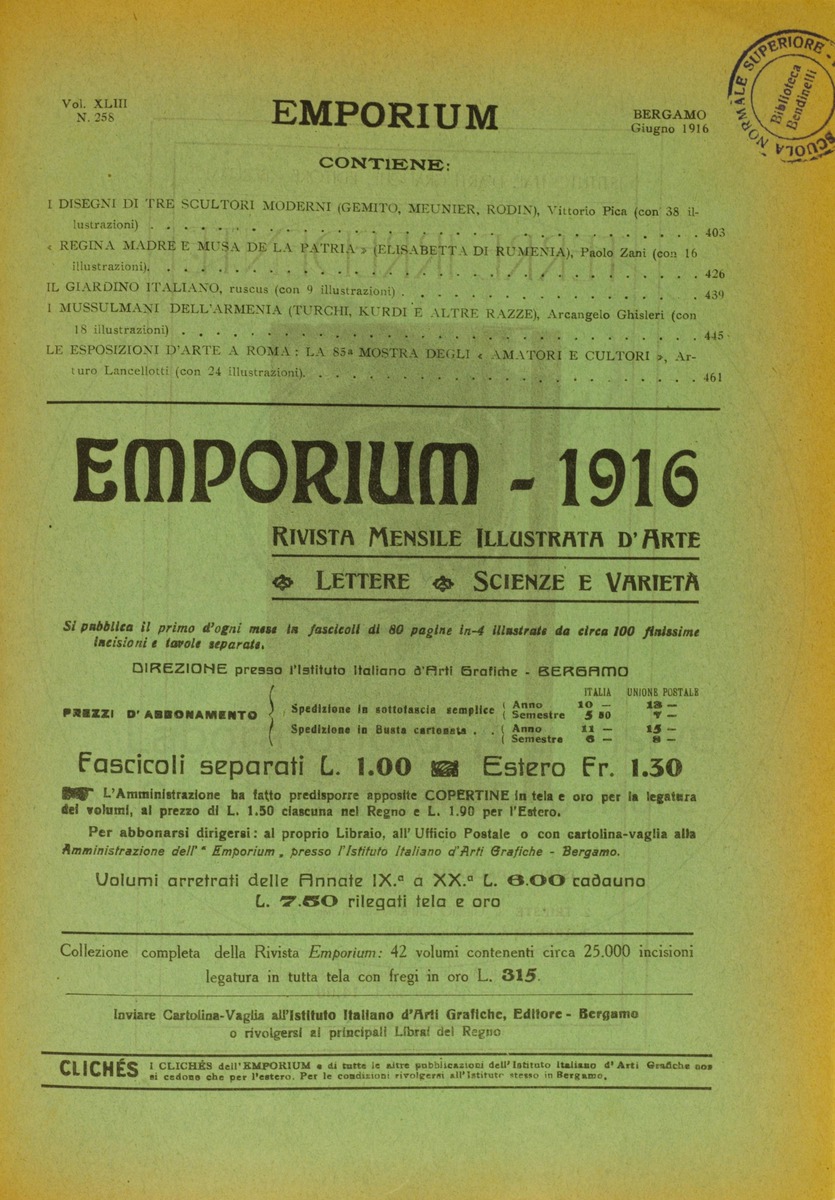 Vol. XLIII
N. 258
EMPORIUM
BERGAMO
Giugno 1916
SCUOLA NORMALE SUPERIORE
Biblioteca
Bendinelli
CONTIENE:
I DISEGNI DI TRE SCULTORI MODERNI (GEMITO, MEUNIER, RODIN), Vittorio Pica (con 38 il-
lustrazioni) . . . . . . . . . . . . . . . . . . . . 403
« REGINA MADRE E MUSA DE LA PATRIA » (ELISABETTA DI RUMENIA), Paolo Zani (con 16
illustrazioni). . . . . . . . . . . . . . . . . . . . 426
IL GIARDINO ITALIANO, ruscus (con 9 illustrazioni) . . . . . . . . . . 439
I MUSSULMANI DELL'ARMENIA (TURCHI, KURDI E ALTRE RAZZE), Arcangelo Ghisleri (con
18 illustrazioni) . . . . . . . . . . . . . . . . . . . 445
LE ESPOSIZIONI D'ARTE A ROMA: LA 85ª MOSTRA DEGLI « AMATORI E CULTORI », Ar-
turo Lancellotti (con 24 illustrazioni). . . . . . . . . . . . . . 461
EMPORIUM - 1916
RIVISTA MENSILE ILLUSTRATA D'ARTE
LETTERE SCIENZE E VARIETÀ
Si pubblica il primo d'ogni mese in fascicoli di 80 pagine in-4 illustrate da circa 100 finissime
incisioni e tavole separate.
DIREZIONE presso l'Istituto Italiano d'Arti Grafiche - BERGAMO
ITALIA UNIONE POSTALE
PREZZI D'ABBONAMENTO
Spedizione in sottofascia semplice ( Anno 10 — 13 —
( Semestre 5 50 7 —
Spedizione in Busta cartonata . . ( Anno 11 — 15 —
( Semestre 6 — 8 —
Fascicoli separati L. 1.00 Estero Fr. 1.30
L'Amministrazione ha fatto predisporre apposite COPERTINE in tela e oro per la legatura
dei volumi, al prezzo di L. 1.50 ciascuna nel Regno e L. 1.90 per l'Estero.
Per abbonarsi dirigersi: al proprio Libraio, all'Ufficio Postale o con cartolina-vaglia alla
Amministrazione dell'" Emporium „ presso l'Istituto Italiano d'Arti Grafiche - Bergamo.
Volumi arretrati delle Annate IX.ª a XX.ª L. 6.00 cadauno
L. 7.50 rilegati tela e oro
Collezione completa della Rivista Emporium: 42 volumi contenenti circa 25.000 incisioni
legatura in tutta tela con fregi in oro L. 315.
Inviare Cartolina-Vaglia all'Istituto Italiano d'Arti Grafiche, Editore - Bergamo
o rivolgersi ai principali Librai del Regno
CLICHÉS I CLICHÉS dell'EMPORIUM e di tutte le altre pubblicazioni dell'Istituto Italiano d'Arti Grafiche non
si cedono che per l'estero. Per le condizioni rivolgersi all'Istituto stesso in Bergamo.